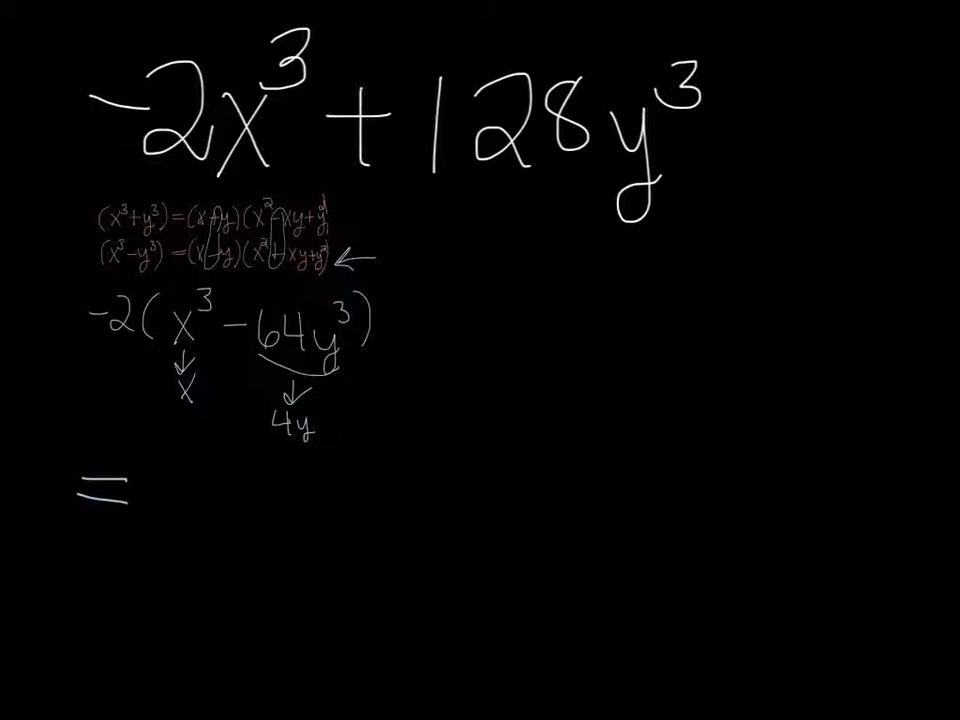 -2x³ + 128y³
(x³+y³) = (x+y)(x²-xy+y²)
(x³-y³) = (x-y)(x²+xy+y²) ←
-2(x³ - 64y³)
↓ ↓
x 4y
=